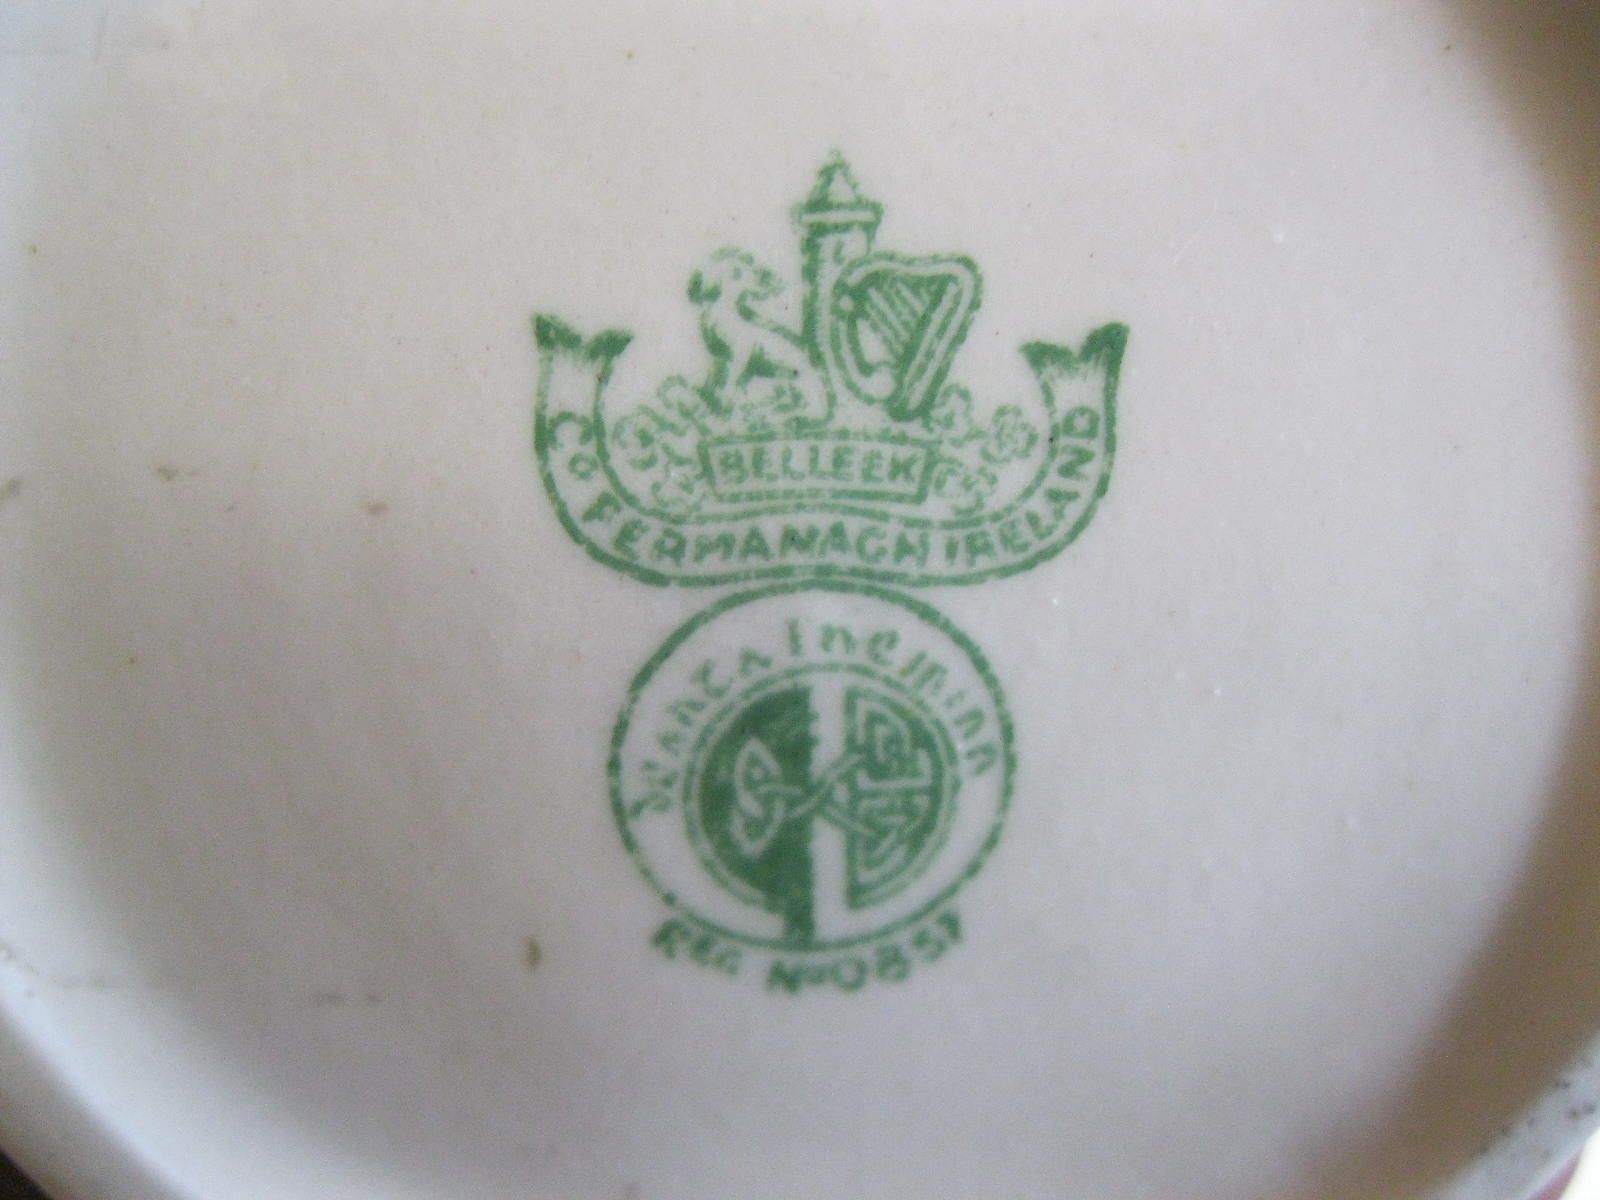 BELLEEK
Co FERMANAGH IRELAND
Déanta in Éirinn
REG No 0857